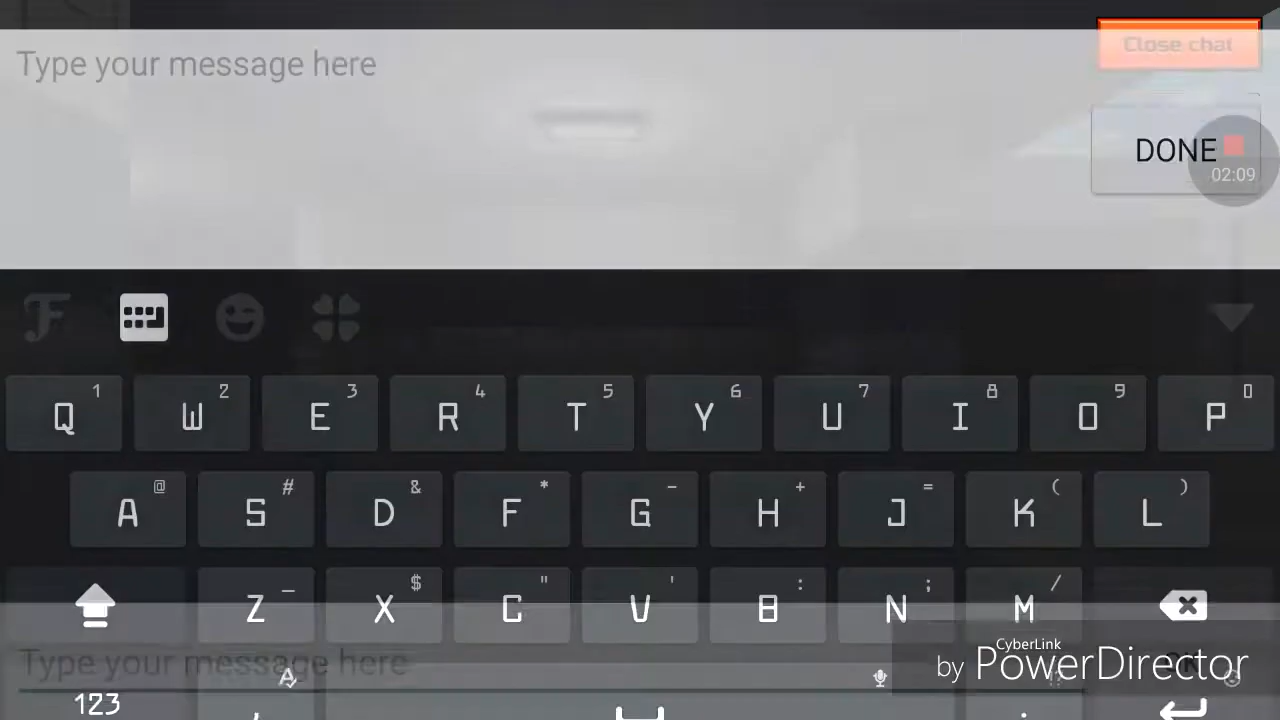 Close chat
Type your message here
DONE
02:09
1 2 3 4 5 6 7 8 9 0
Q W E R T Y U I O P
@ # & * - + = ( )
A S D F G H J K L
_ $ " ' : ; /
Z X C V B N M
Type your message here
OK
CyberLink
by PowerDirector
123 , .